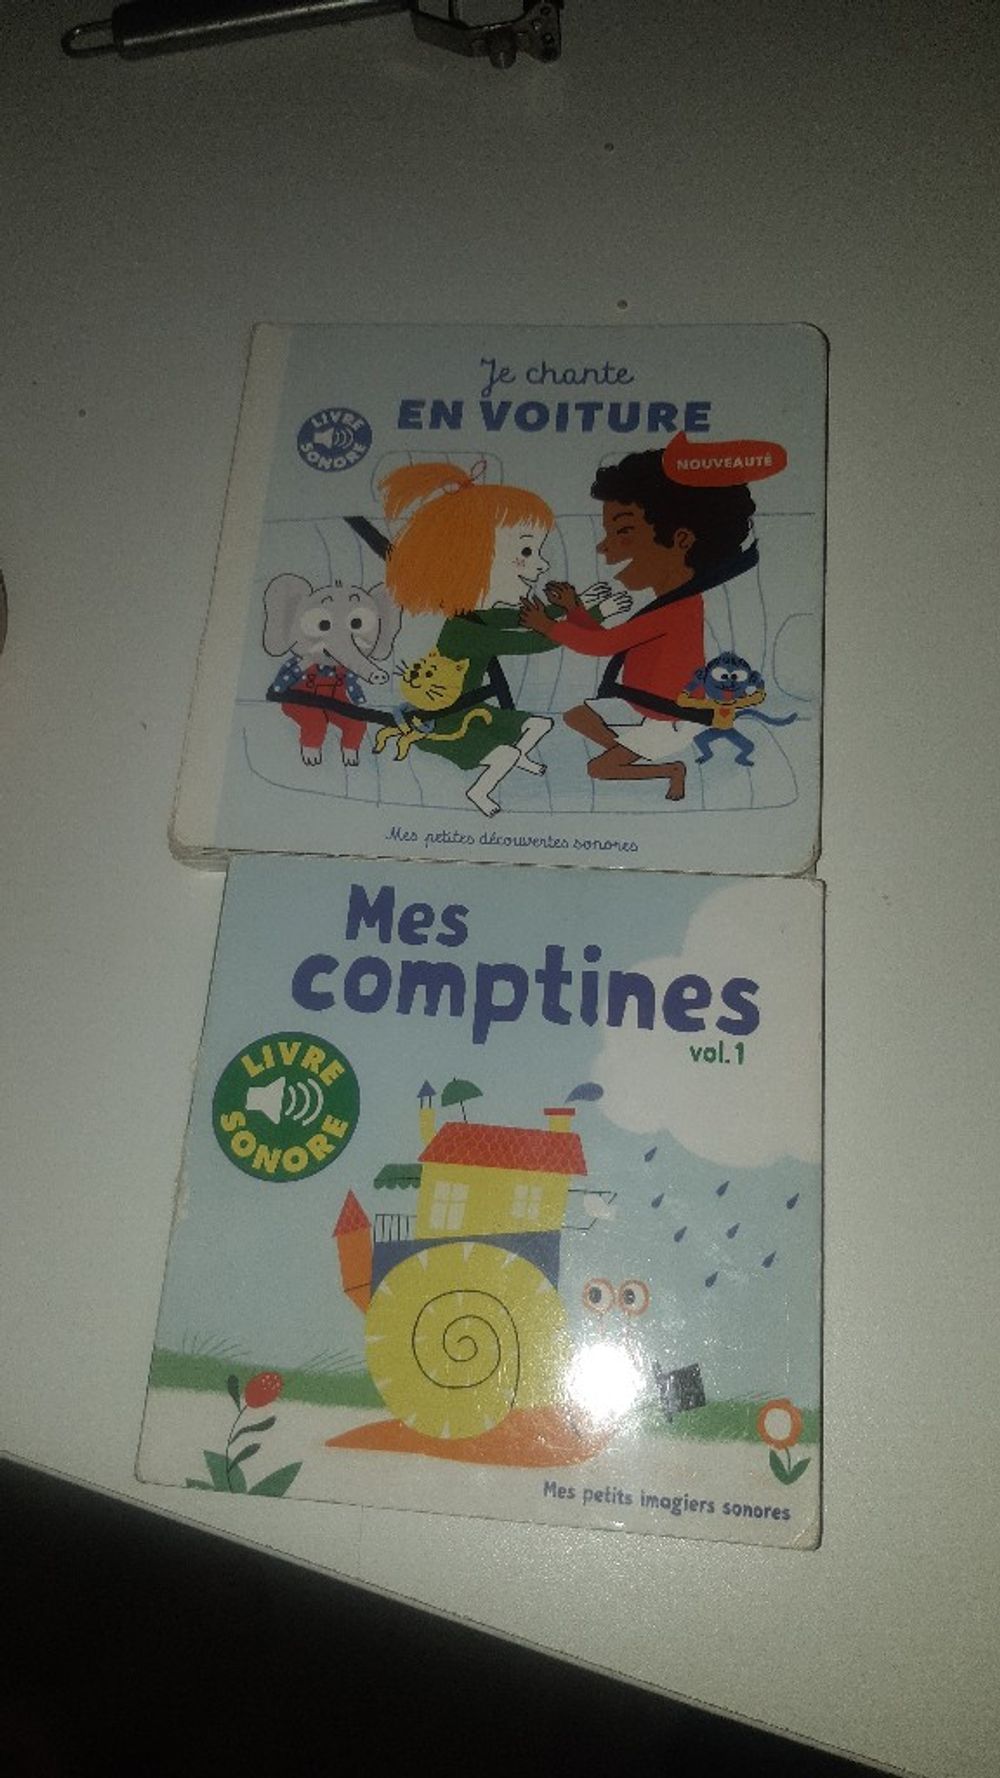 Je chante
EN VOITURE
LIVRE
SONORE
NOUVEAUTÉ
Mes petites découvertes sonores
Mes
comptines
vol.1
LIVRE
SONORE
Mes petits imagiers sonores